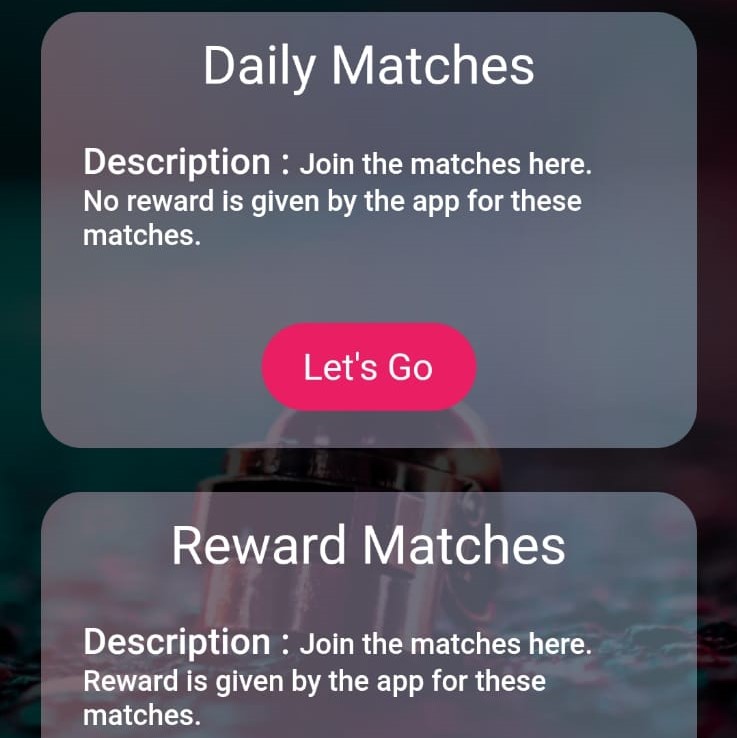 Daily Matches
Description : Join the matches here.
No reward is given by the app for these
matches.
Let's Go
Reward Matches
Description : Join the matches here.
Reward is given by the app for these
matches.